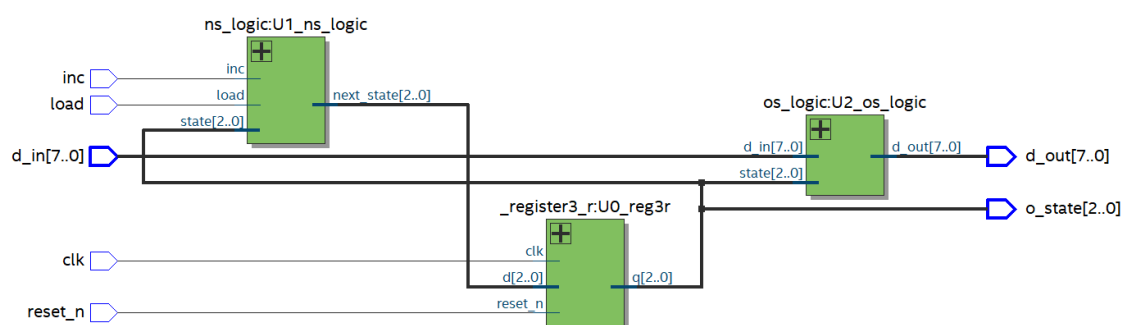 ns_logic:U1_ns_logic
inc
inc
load
load
next_state[2..0]
state[2..0]
os_logic:U2_os_logic
d_in[7..0]
d_in[7..0]
d_out[7..0]
d_out[7..0]
state[2..0]
_register3_r:U0_reg3r
o_state[2..0]
clk
clk
d[2..0]
q[2..0]
reset_n
reset_n